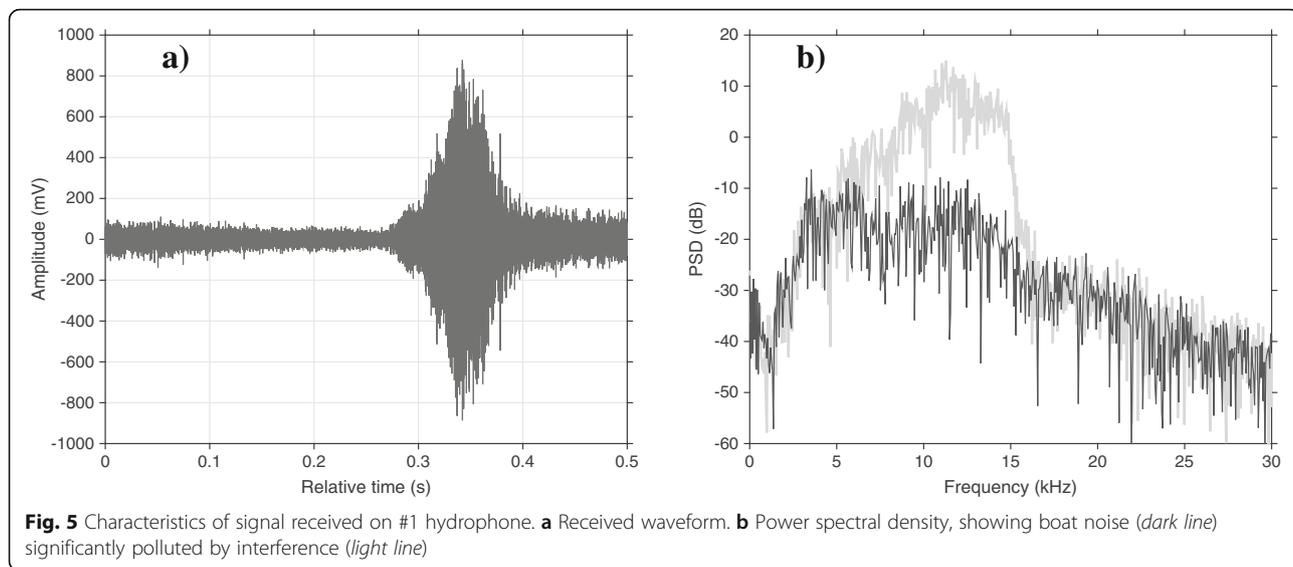 a)
1000
800
600
400
200
0
-200
-400
-600
-800
-1000
Amplitude (mV)
0 0.1 0.2 0.3 0.4 0.5
Relative time (s)
b)
20
10
0
-10
-20
-30
-40
-50
-60
PSD (dB)
0 5 10 15 20 25 30
Frequency (kHz)
Fig. 5 Characteristics of signal received on #1 hydrophone. a Received waveform. b Power spectral density, showing boat noise (dark line)
significantly polluted by interference (light line)